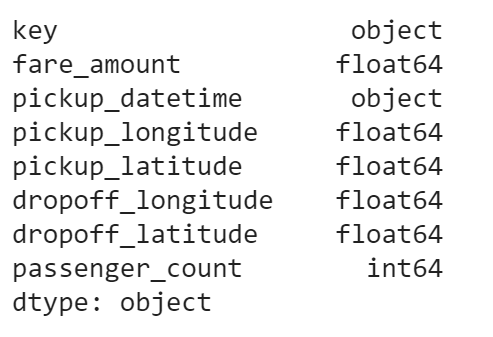 key object
fare_amount float64
pickup_datetime object
pickup_longitude float64
pickup_latitude float64
dropoff_longitude float64
dropoff_latitude float64
passenger_count int64
dtype: object